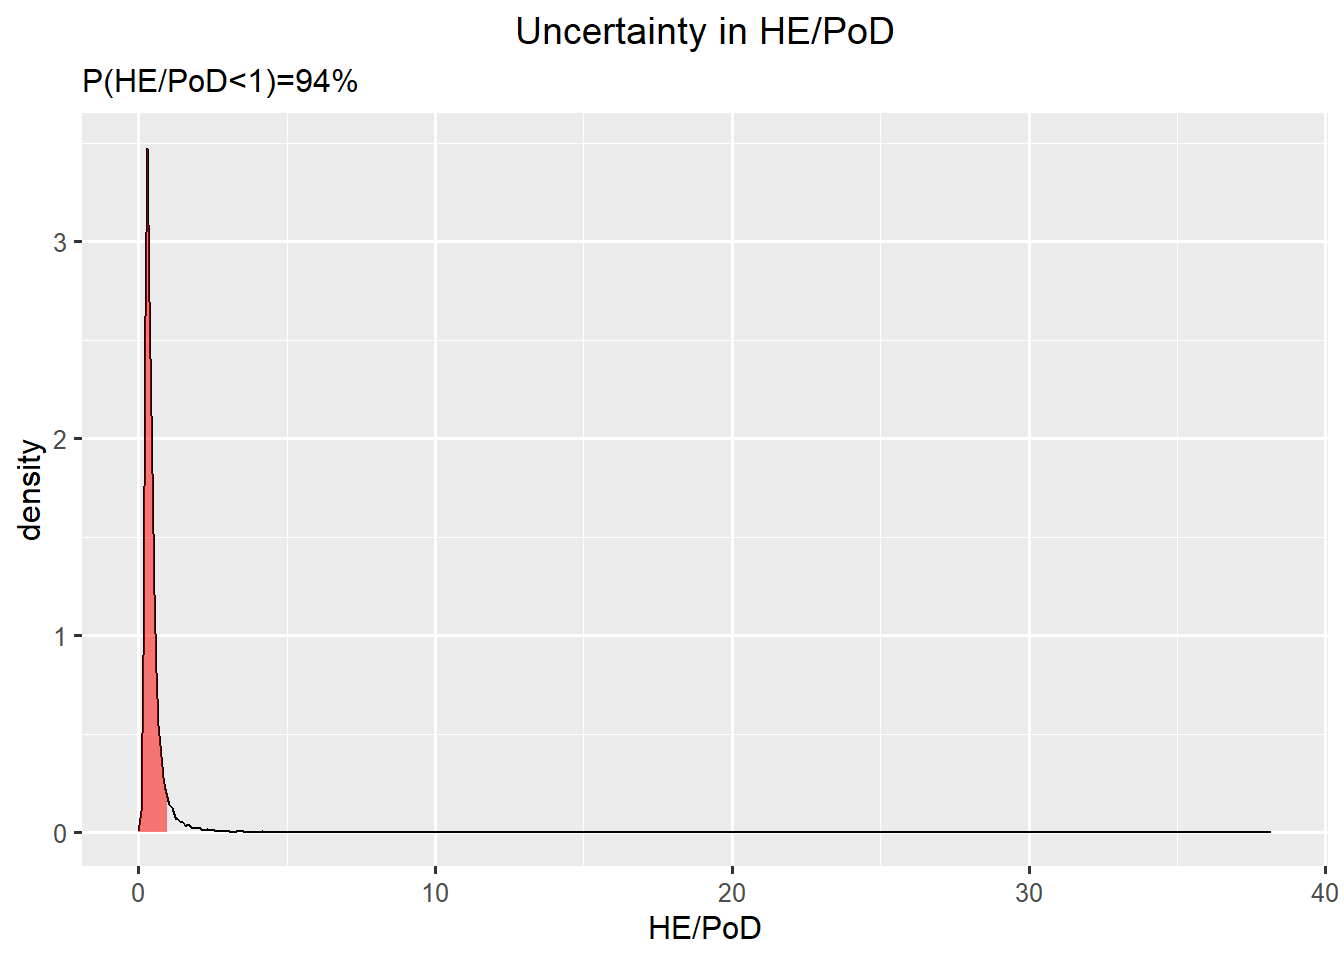 Uncertainty in HE/PoD
P(HE/PoD<1)=94%
3
2
1
0
density
0 10 20 30 40
HE/PoD